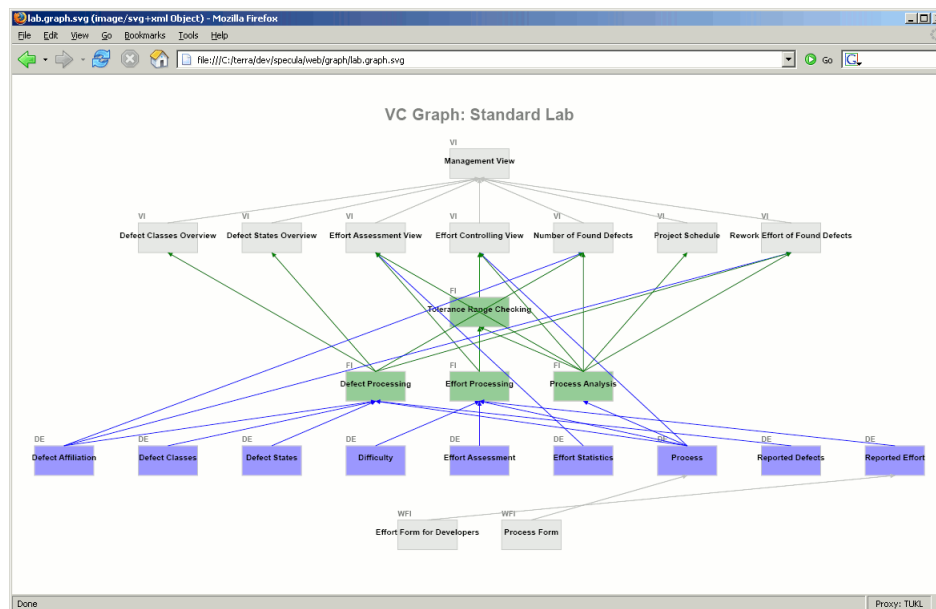 lab.graph.svg (image/svg+xml Object) - Mozilla Firefox
File Edit View Go Bookmarks Tools Help
file:///C:/terra/dev/specula/web/graph/lab.graph.svg Go G
VC Graph: Standard Lab
VI
Management View
VI VI VI VI VI VI VI
Defect Classes Overview Defect States Overview Effort Assessment View Effort Controlling View Number of Found Defects Project Schedule Rework Effort of Found Defects
FI
Tolerance Range Checking
FI FI FI
Defect Processing Effort Processing Process Analysis
DE DE DE DE DE DE DE DE DE
Defect Affiliation Defect Classes Defect States Difficulty Effort Assessment Effort Statistics Process Reported Defects Reported Effort
WFI WFI
Effort Form for Developers Process Form
Done Proxy: TUKL